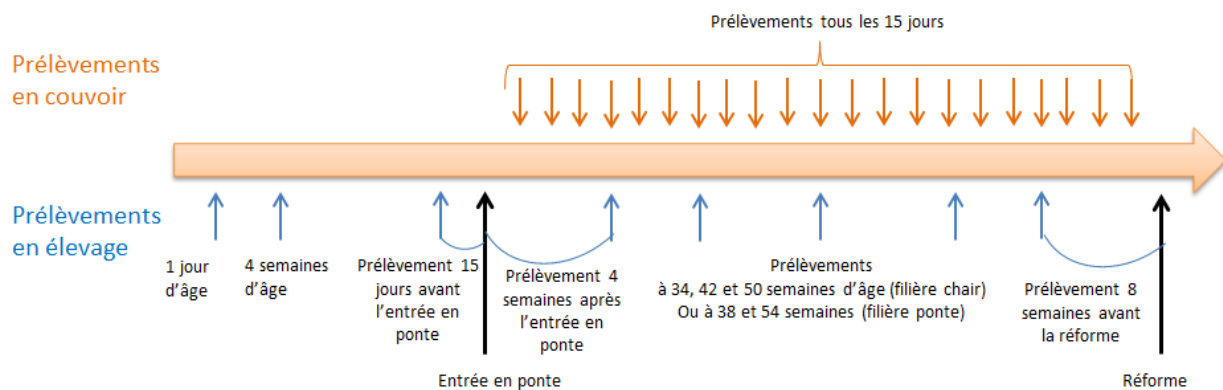 Prélèvements tous les 15 jours
Prélèvements
en couvoir
Prélèvements
en élevage
1 jour
d’âge
4 semaines
d’âge
Prélèvement 15
jours avant
l’entrée en
ponte
Prélèvement 4
semaines après
l’entrée en
ponte
Prélèvements
à 34, 42 et 50 semaines d’âge (filière chair)
Ou à 38 et 54 semaines (filière ponte)
Prélèvement 8
semaines avant
la réforme
Entrée en ponte
Réforme